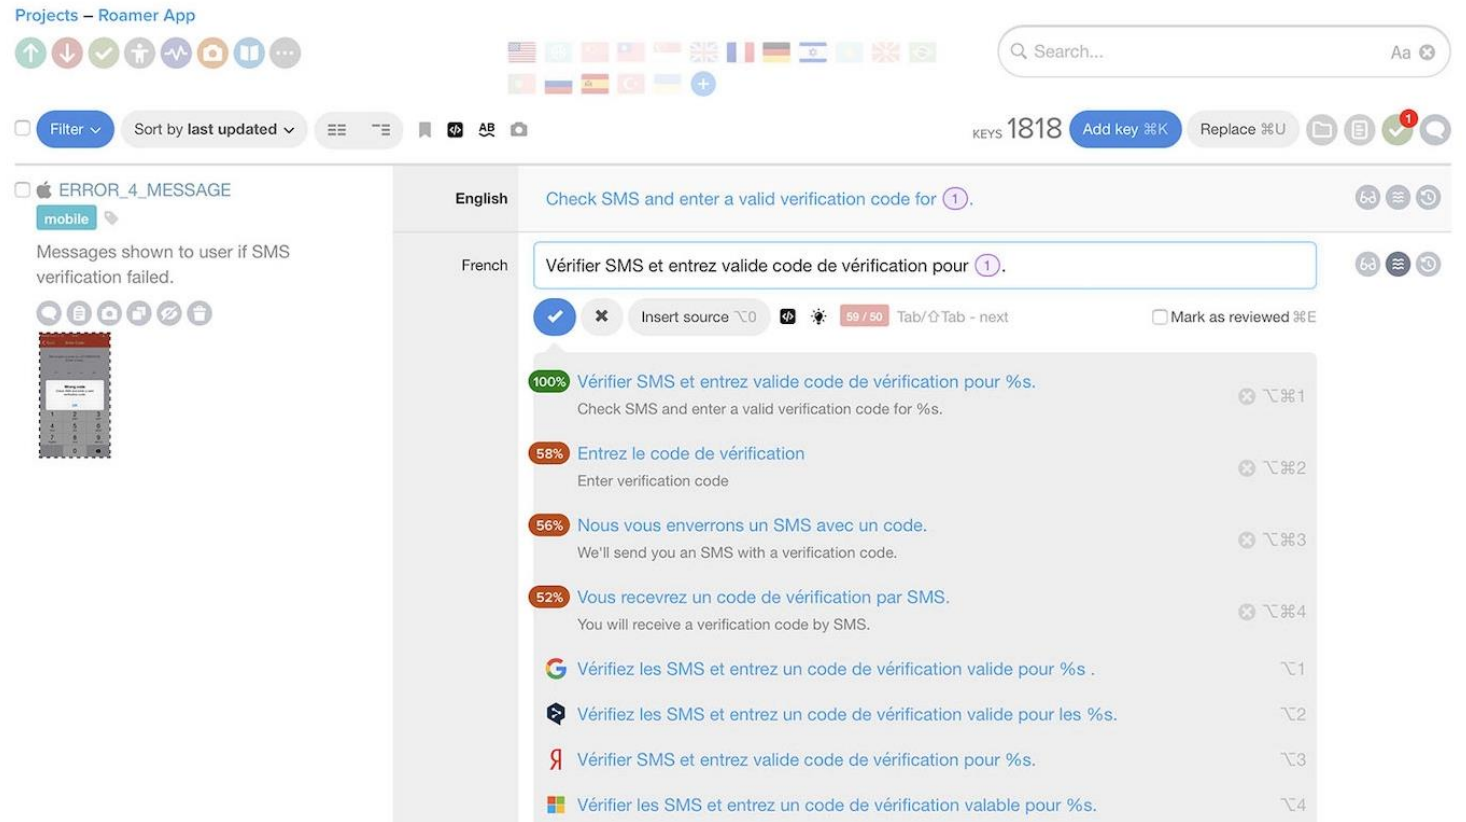 Projects – Roamer App
Search...
Aa
Filter
Sort by last updated
AB
KEYS 1818
Add key ⌘K
Replace ⌘U
1
ERROR_4_MESSAGE
mobile
Messages shown to user if SMS
verification failed.
English
Check SMS and enter a valid verification code for 1.
French
Vérifier SMS et entrez valide code de vérification pour 1.
Insert source ⌥0
59 / 50
Tab/⇧Tab - next
Mark as reviewed ⌘E
100% Vérifier SMS et entrez valide code de vérification pour %s.
Check SMS and enter a valid verification code for %s.
⌥⌘1
58% Entrez le code de vérification
Enter verification code
⌥⌘2
56% Nous vous enverrons un SMS avec un code.
We'll send you an SMS with a verification code.
⌥⌘3
52% Vous recevrez un code de vérification par SMS.
You will receive a verification code by SMS.
⌥⌘4
Vérifiez les SMS et entrez un code de vérification valide pour %s .
⌥1
Vérifiez les SMS et entrez un code de vérification valide pour les %s.
⌥2
Vérifier SMS et entrez valide code de vérification pour %s.
⌥3
Vérifier les SMS et entrez un code de vérification valable pour %s.
⌥4